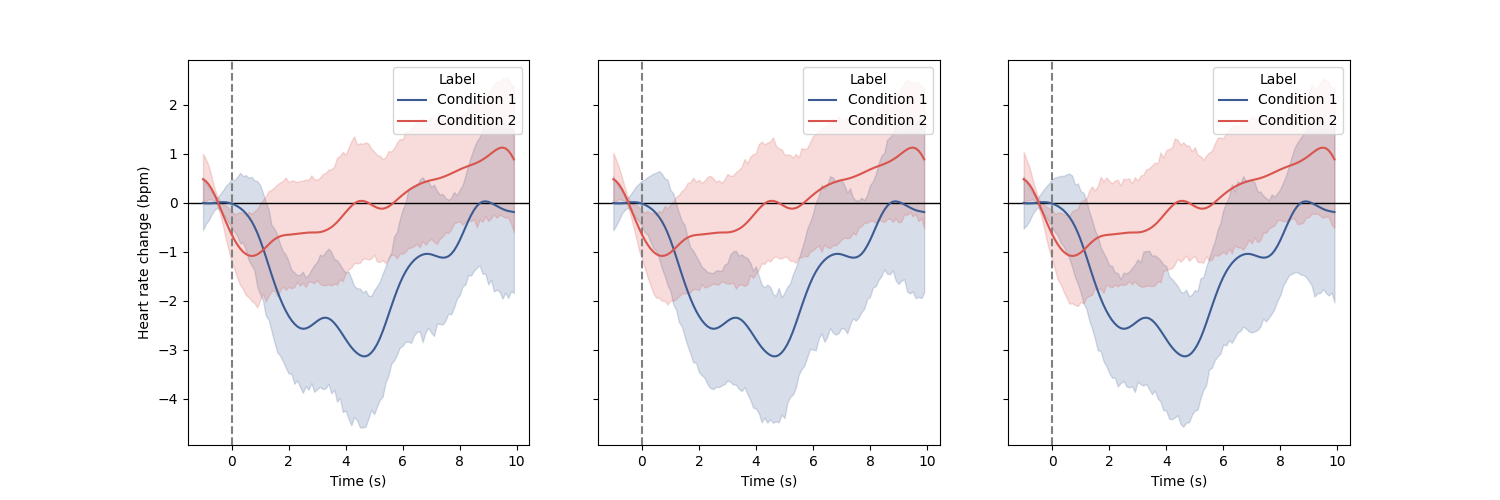 Label
Condition 1
Condition 2
Label
Condition 1
Condition 2
Label
Condition 1
Condition 2
Heart rate change (bpm)
2
1
0
−1
−2
−3
−4
0 2 4 6 8 10
0 2 4 6 8 10
0 2 4 6 8 10
Time (s)
Time (s)
Time (s)